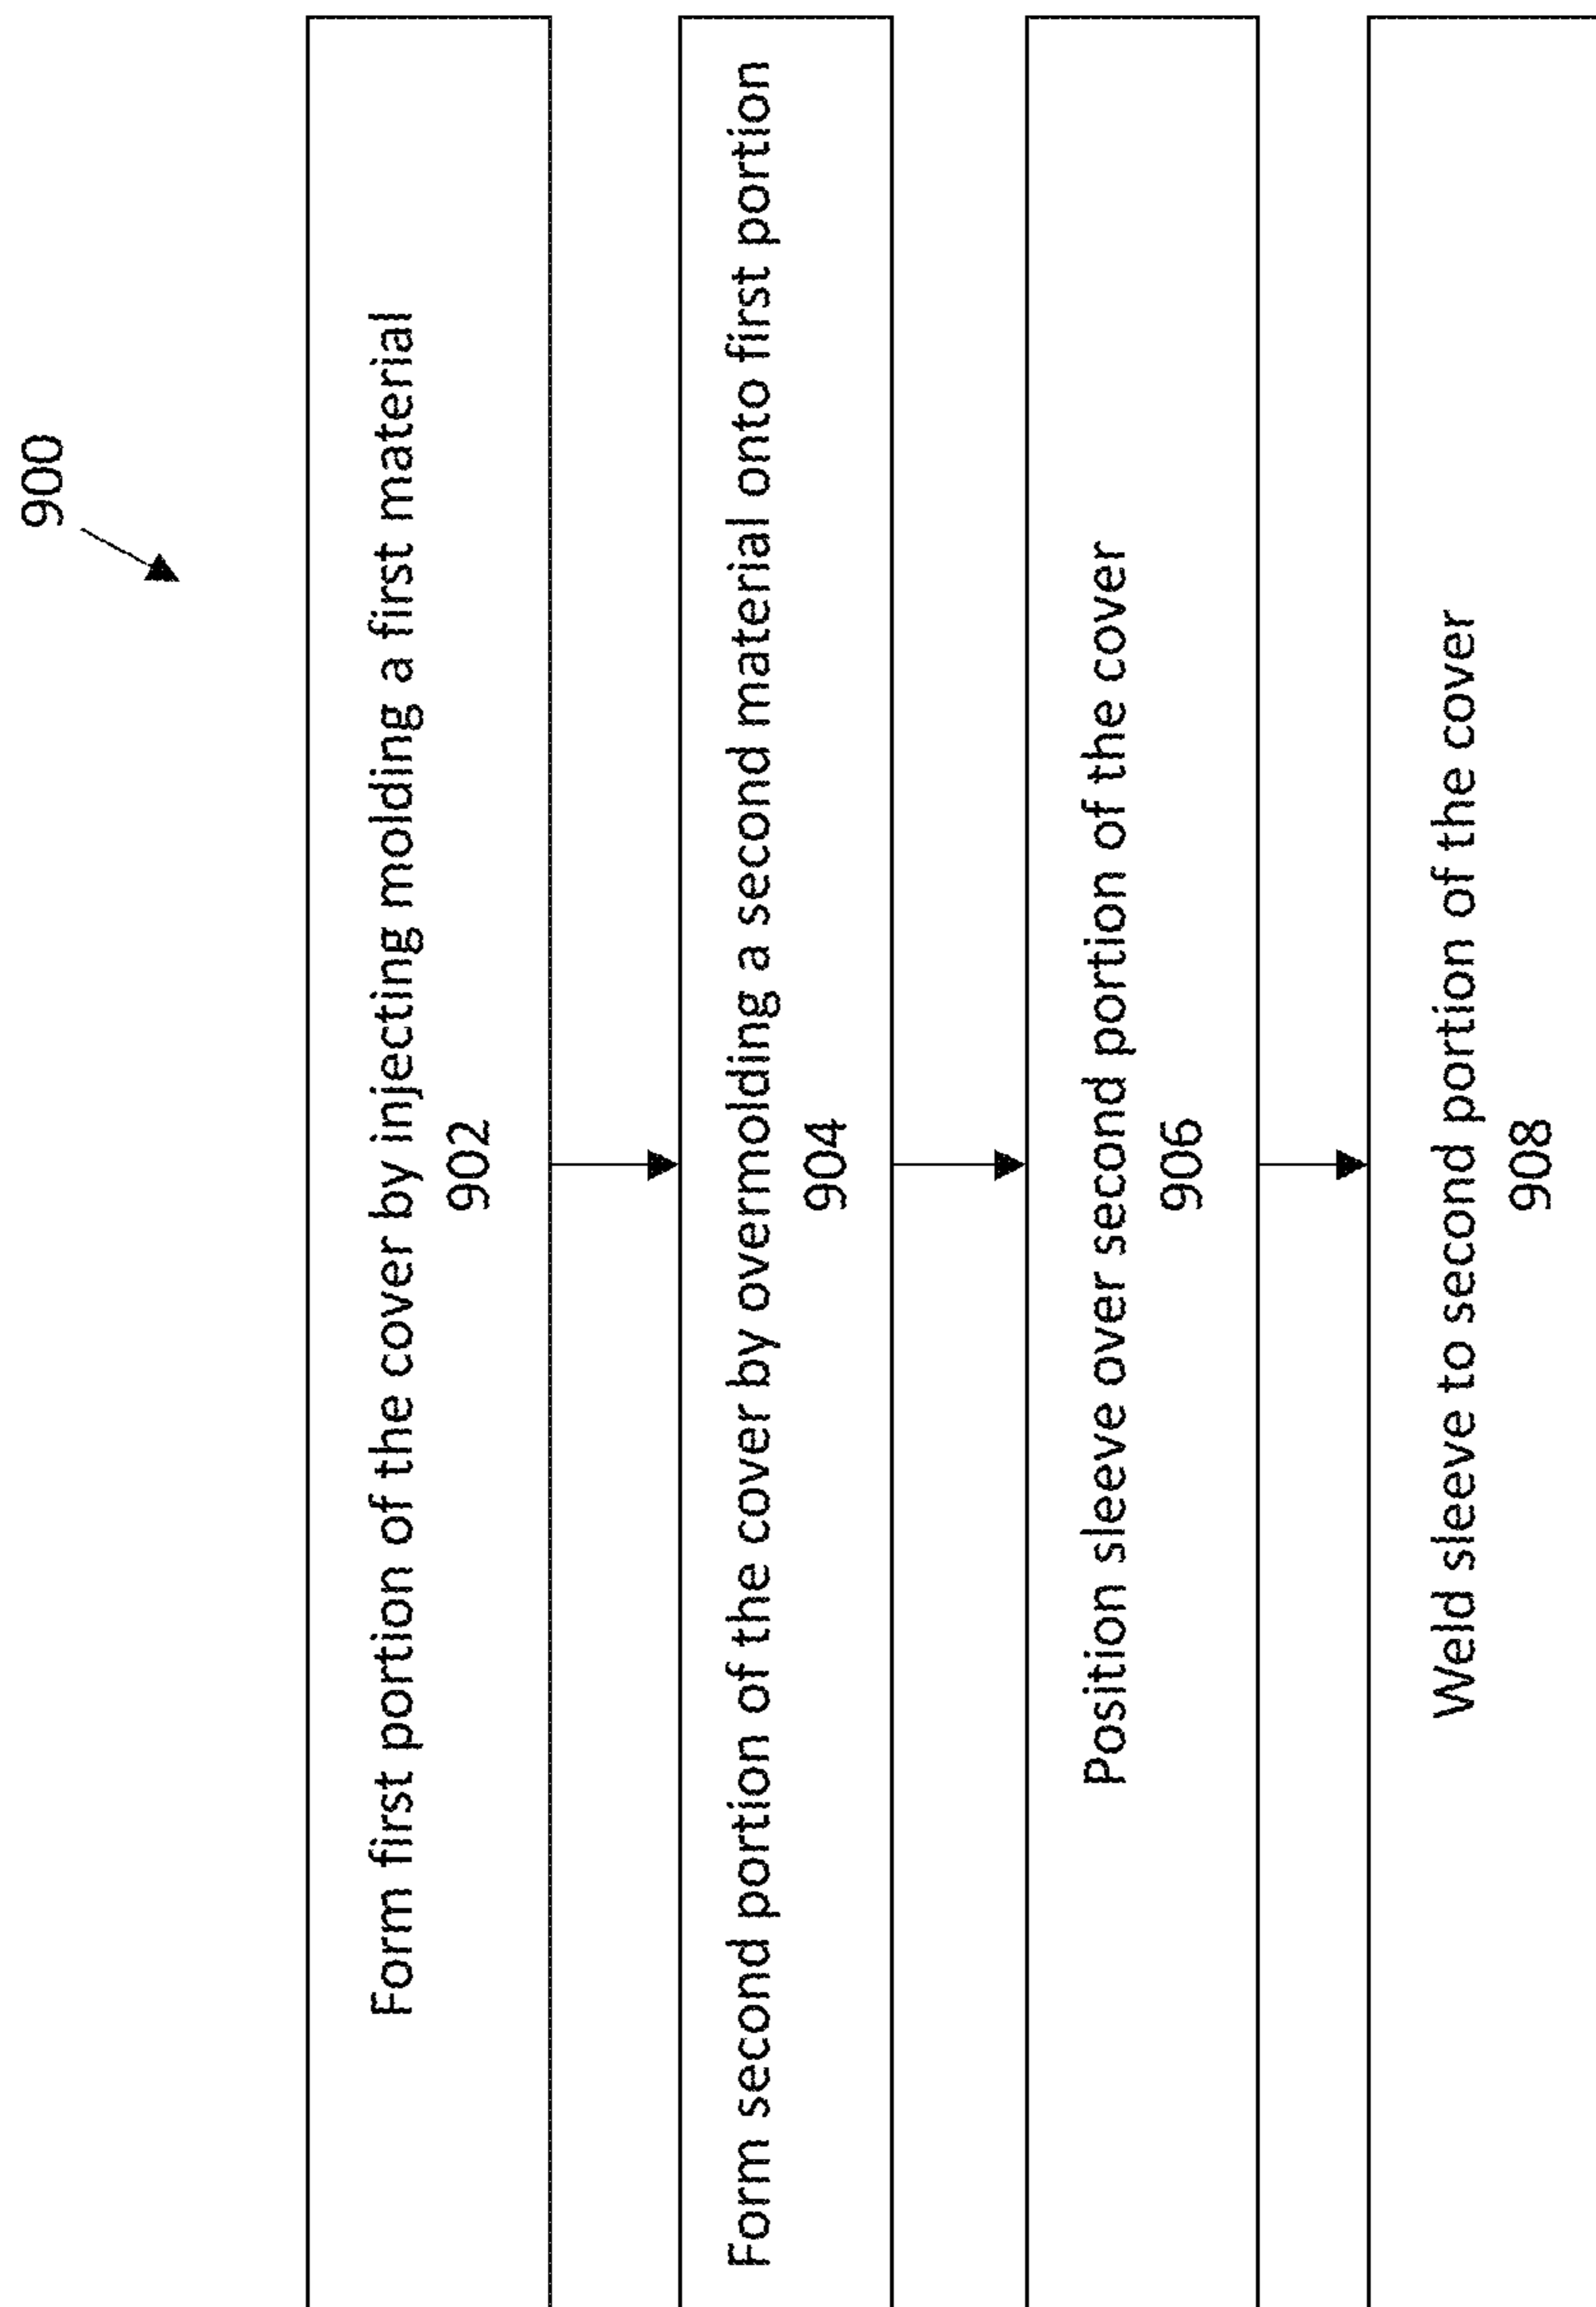 900
Form first portion of the cover by injecting molding a first material
902
Form second portion of the cover by overmolding a second material onto first portion
904
Position sleeve over second portion of the cover
906
Weld sleeve to second portion of the cover
908